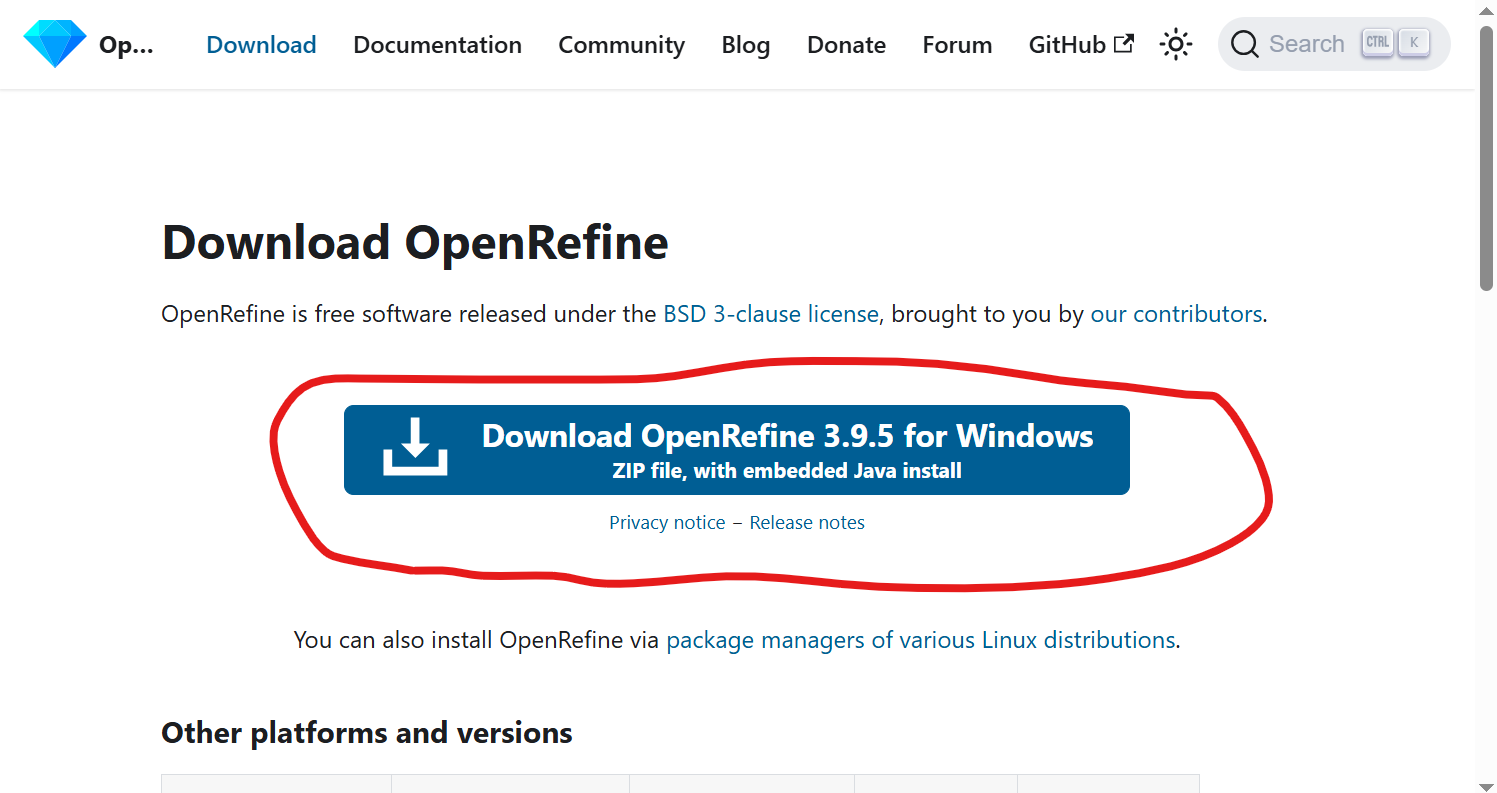 Op... Download Documentation Community Blog Donate Forum GitHub Search CTRL K
Download OpenRefine
OpenRefine is free software released under the BSD 3-clause license, brought to you by our contributors.
Download OpenRefine 3.9.5 for Windows
ZIP file, with embedded Java install
Privacy notice – Release notes
You can also install OpenRefine via package managers of various Linux distributions.
Other platforms and versions